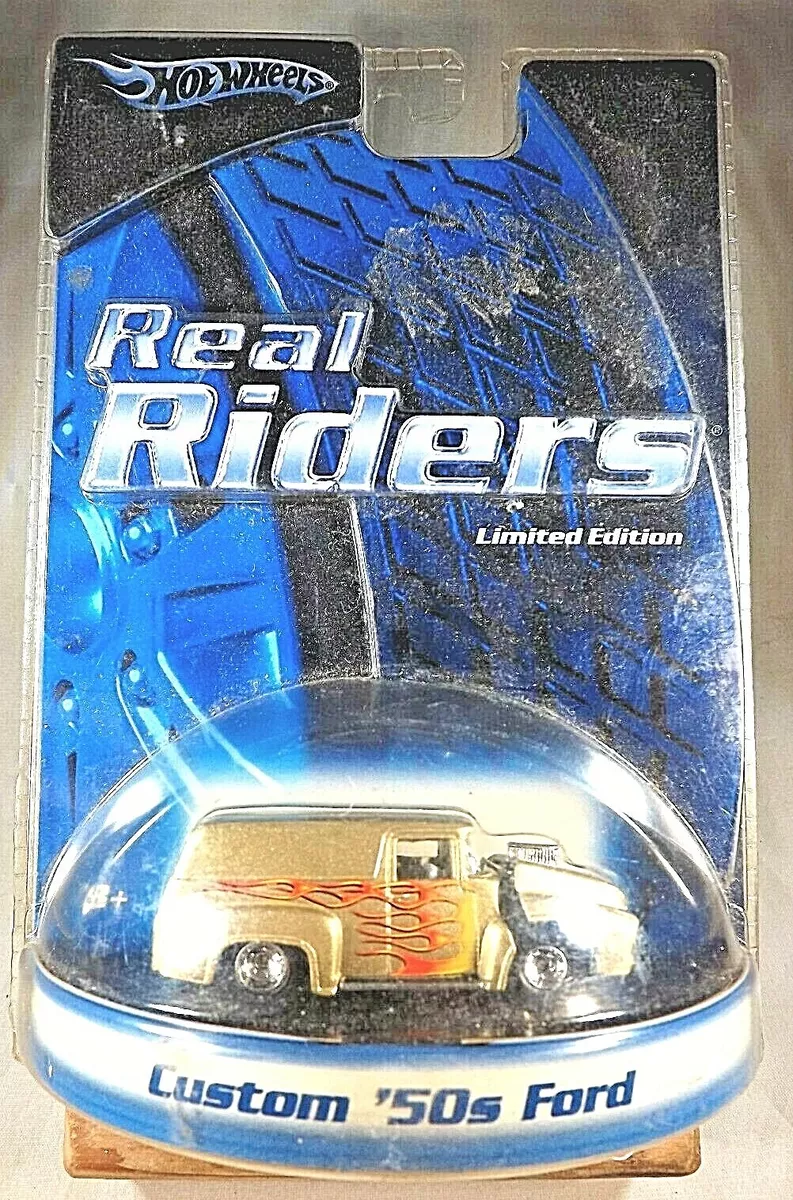 HOT WHEELS®
Real
Riders®
Limited Edition
Custom '50s Ford